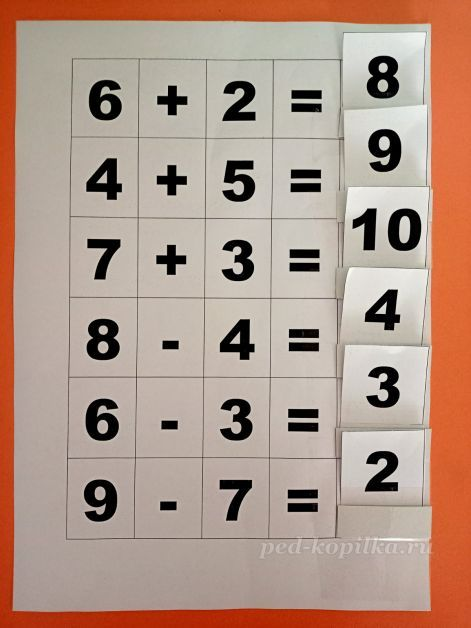 6 + 2 = 8
4 + 5 = 9
7 + 3 = 10
8 - 4 = 4
6 - 3 = 3
9 - 7 = 2
ped-kopilka.ru